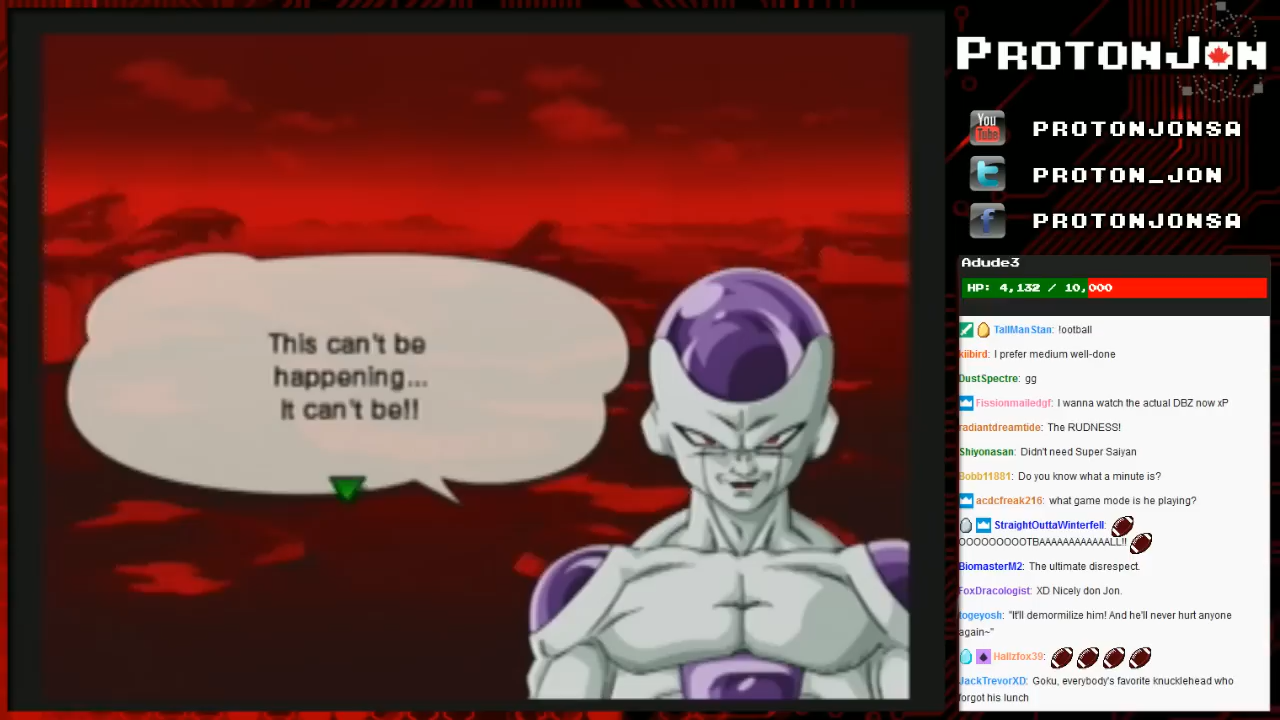 This can't be
happening...
It can't be!!
PROTONJON
You
Tube
PROTONJONSA
t
PROTON_JON
f
PROTONJONSA
Adude3
HP: 4,132 / 10,000
TallManStan: !ootball
kiibird: I prefer medium well-done
DustSpectre: gg
Fissionmailedgf: I wanna watch the actual DBZ now xP
radiantdreamtide: The RUDNESS!
Shiyonasan: Didn't need Super Saiyan
Bobb11881: Do you know what a minute is?
acdcfreak216: what game mode is he playing?
StraightOuttaWinterfell:
OOOOOOOOOTBAAAAAAAAAAAALL!!
BiomasterM2: The ultimate disrespect.
FoxDracologist: XD Nicely don Jon.
togeyosh: "It'll demormilize him! And he'll never hurt anyone
again~"
Hallzfox39:
JackTrevorXD: Goku, everybody's favorite knucklehead who
forgot his lunch